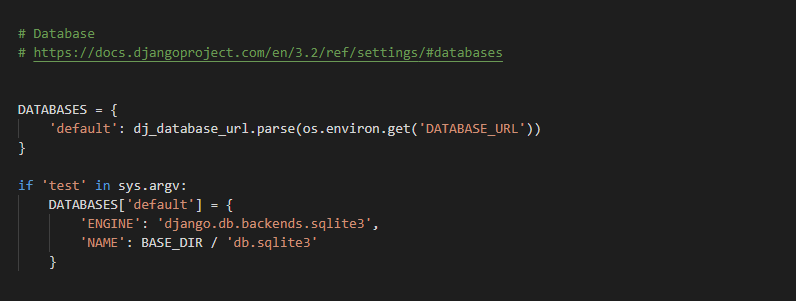 # Database
# https://docs.djangoproject.com/en/3.2/ref/settings/#databases
DATABASES = {
    'default': dj_database_url.parse(os.environ.get('DATABASE_URL'))
}
if 'test' in sys.argv:
    DATABASES['default'] = {
        'ENGINE': 'django.db.backends.sqlite3',
        'NAME': BASE_DIR / 'db.sqlite3'
    }